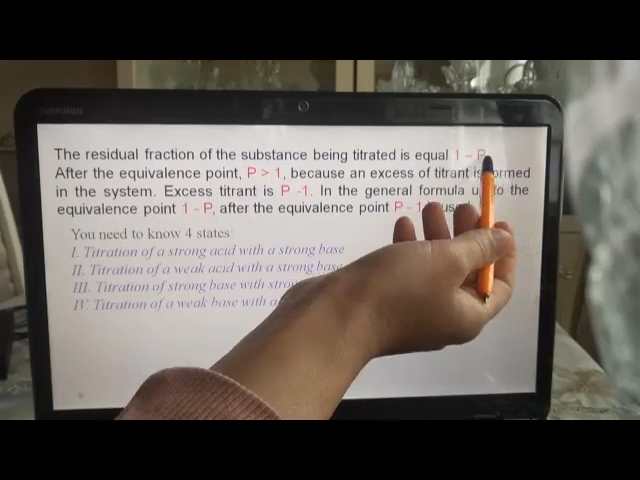 INSPIRON
The residual fraction of the substance being titrated is equal 1 – P
After the equivalence point, P > 1, because an excess of titrant is formed
in the system. Excess titrant is P -1. In the general formula up to the
equivalence point 1 - P, after the equivalence point P - 1 used
You need to know 4 states:
I. Titration of a strong acid with a strong base
II. Titration of a weak acid with a strong base
III. Titration of strong base with
IV. Titration of a weak base with a